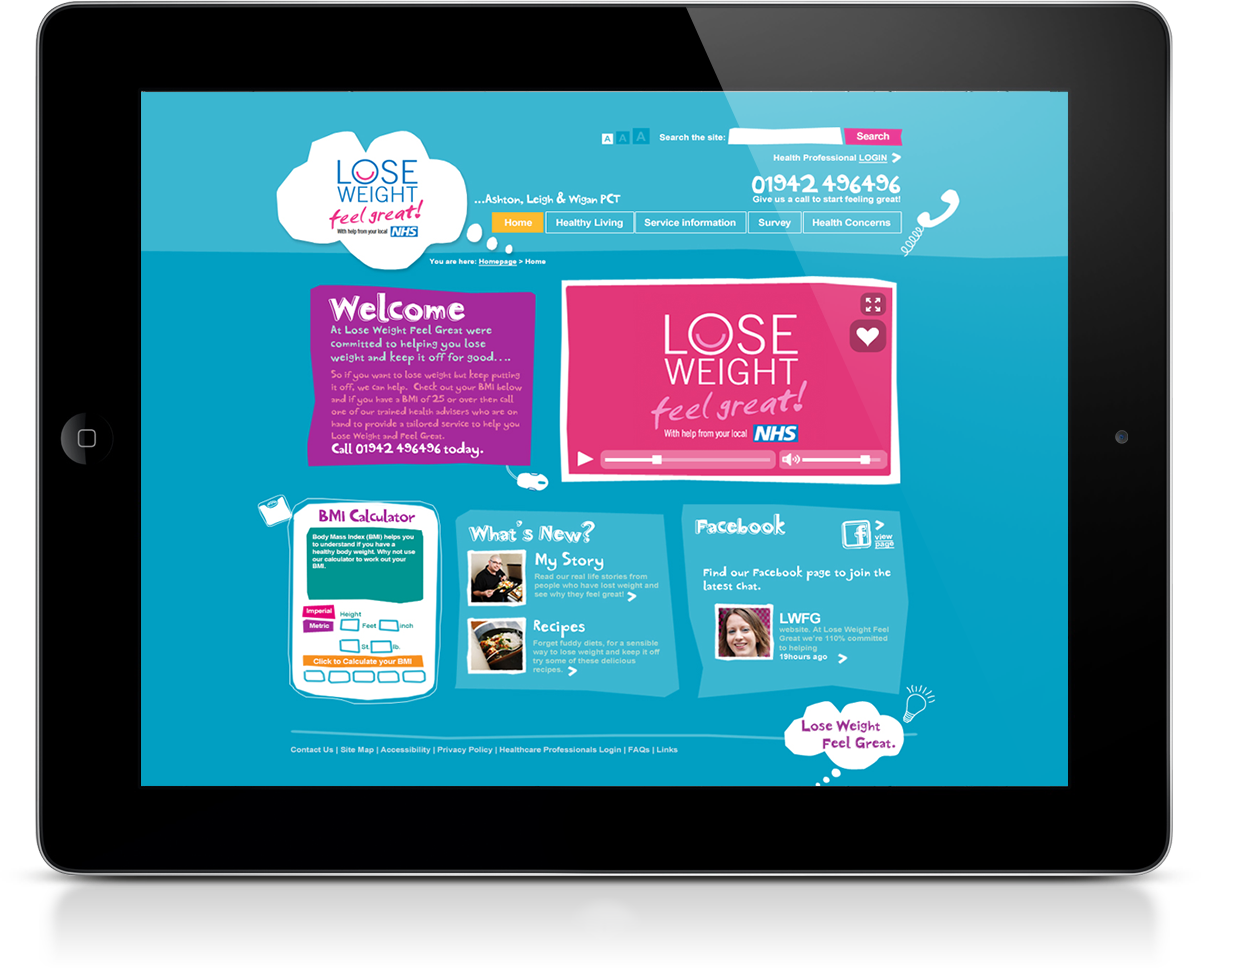 A A A Search the site: Search
Health Professional LOGIN
01942 496496
Give us a call to start feeling great!
LOSE
WEIGHT
feel great!
With help from your local NHS
...Ashton, Leigh & Wigan PCT
Home Healthy Living Service information Survey Health Concerns
You are here: Homepage > Home
Welcome
At Lose Weight Feel Great were
committed to helping you lose
weight and keep it off for good....
So if you want to lose weight but keep putting
it off, we can help. Check out your BMI below
and if you have a BMI of 25 or over then call
one of our trained health advisers who are on
hand to provide a tailored service to help you
Lose Weight and Feel Great.
Call 01942 496496 today.
LOSE
WEIGHT
feel great!
With help from your local NHS
BMI Calculator
Body Mass Index (BMI) helps you
to understand if you have a
healthy body weight. Why not use
our calculator to work out your
BMI.
Imperial
Metric
Height
Feet inch
St. lb.
Click to Calculate your BMI
What's New?
My Story
Read our real life stories from
people who have lost weight and
see why they feel great!
Recipes
Forget fuddy diets, for a sensible
way to lose weight and keep it off
try some of these delicious
recipes.
Facebook
f
view
page
Find our Facebook page to join the
latest chat.
LWFG
website. At Lose Weight Feel
Great we're 110% committed
to helping
19hours ago
Lose Weight
Feel Great.
Contact Us | Site Map | Accessibility | Privacy Policy | Healthcare Professionals Login | FAQs | Links